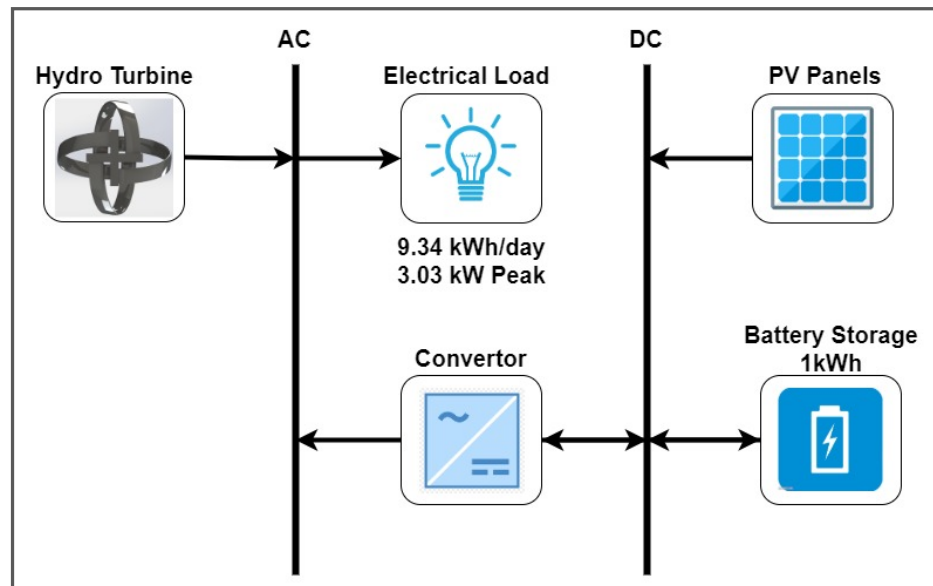 AC
DC
Hydro Turbine
Electrical Load
PV Panels
9.34 kWh/day
3.03 kW Peak
Convertor
Battery Storage
1kWh